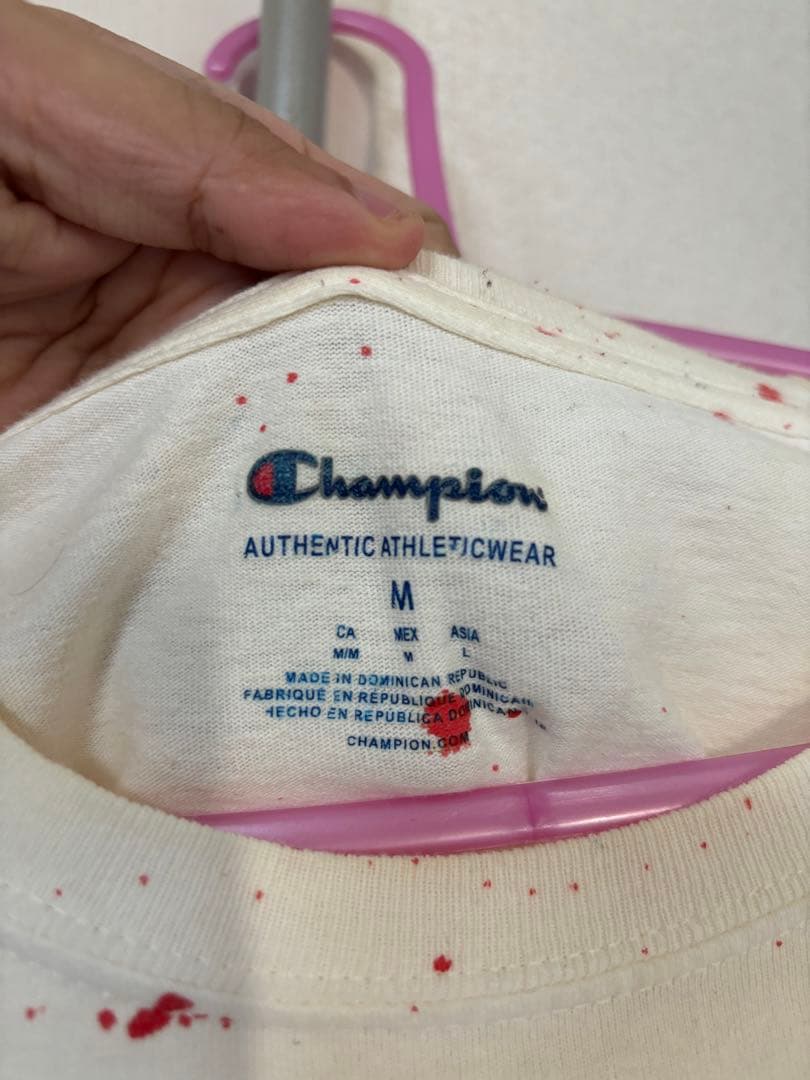 Champion
AUTHENTIC ATHLETICWEAR
M
CA MEX ASIA
M/M M L
MADE IN DOMINICAN REPUBLIC
FABRIQUÉ EN RÉPUBLIQUE DOMINICAINE
HECHO EN REPÚBLICA DOMINICANA
CHAMPION.COM